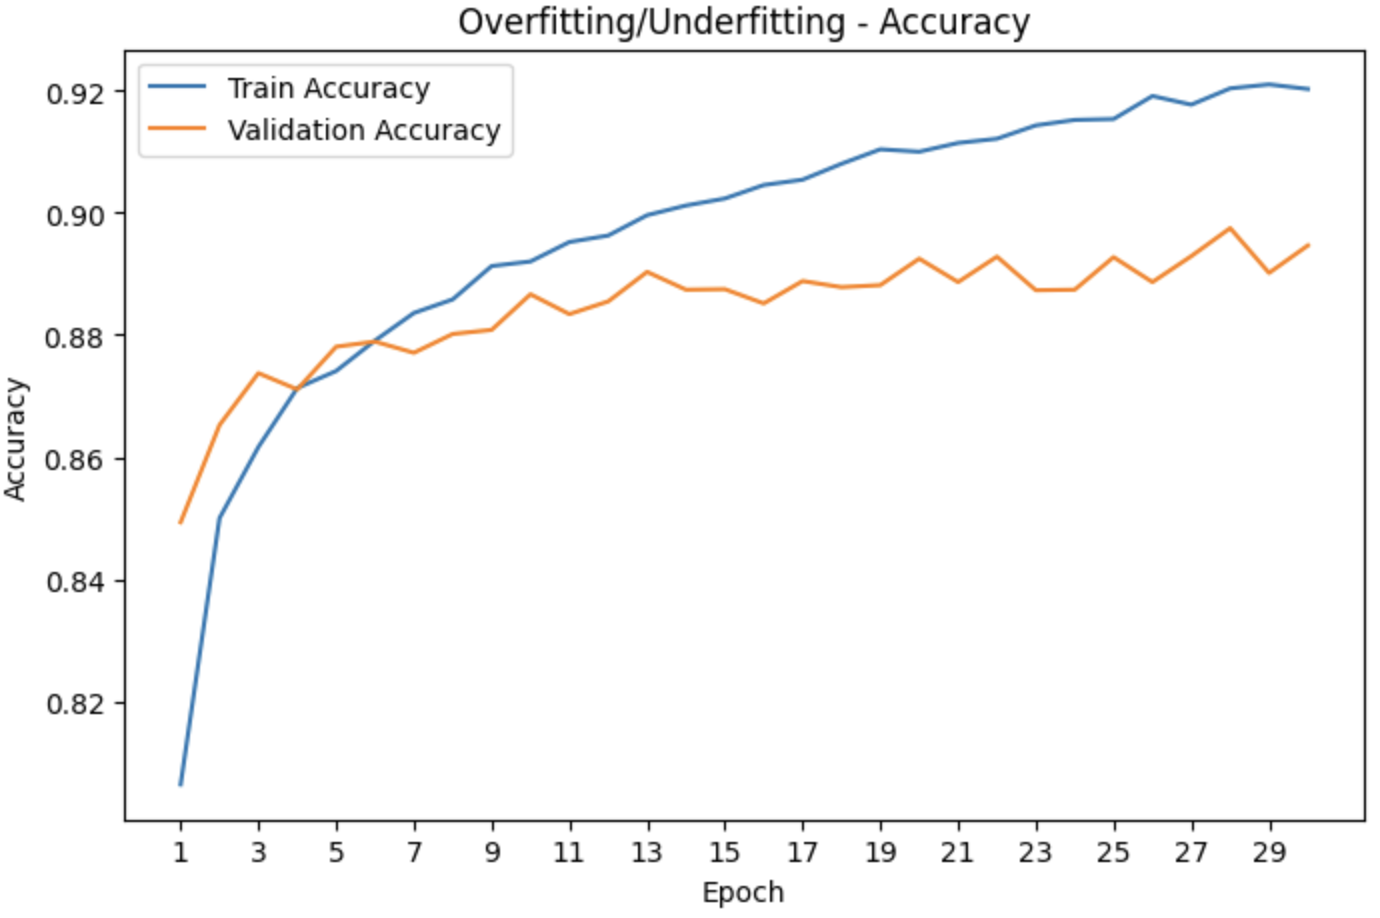 Overfitting/Underfitting - Accuracy
Train Accuracy
Validation Accuracy
0.92
0.90
0.88
0.86
0.84
0.82
Accuracy
1 3 5 7 9 11 13 15 17 19 21 23 25 27 29
Epoch